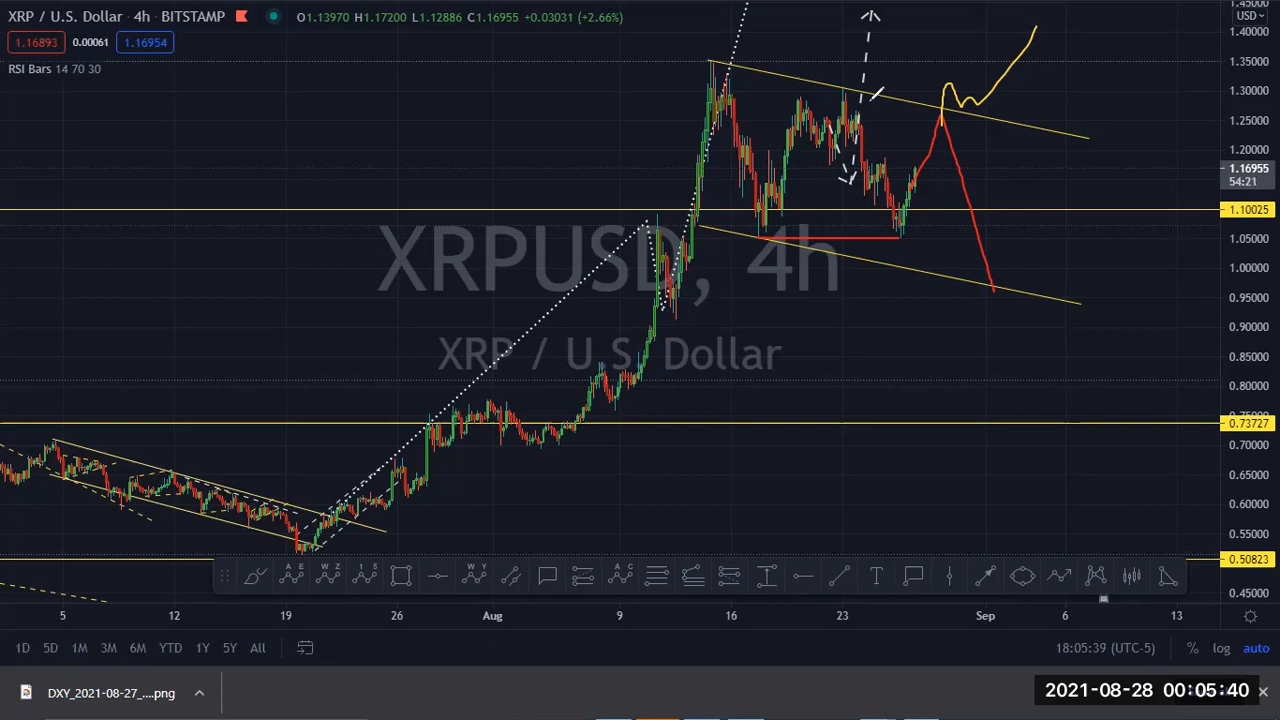 XRP / U.S. Dollar · 4h · BITSTAMP O1.13970 H1.17200 L1.12886 C1.16955 +0.03031 (+2.66%)
1.16893 0.00061 1.16954
RSI Bars 14 70 30
USD
1.40000
1.35000
1.30000
1.25000
1.20000
1.16955
54:21
1.10025
1.05000
1.00000
0.95000
0.90000
0.85000
0.80000
0.73727
0.70000
0.65000
0.60000
0.55000
0.50823
0.45000
XRPUSD, 4h
XRP / U.S. Dollar
5 12 19 26 Aug 9 16 23 Sep 6 13
1D 5D 1M 3M 6M YTD 1Y 5Y All 18:05:39 (UTC-5) % log auto
DXY_2021-08-27_....png
2021-08-28 00:05:40